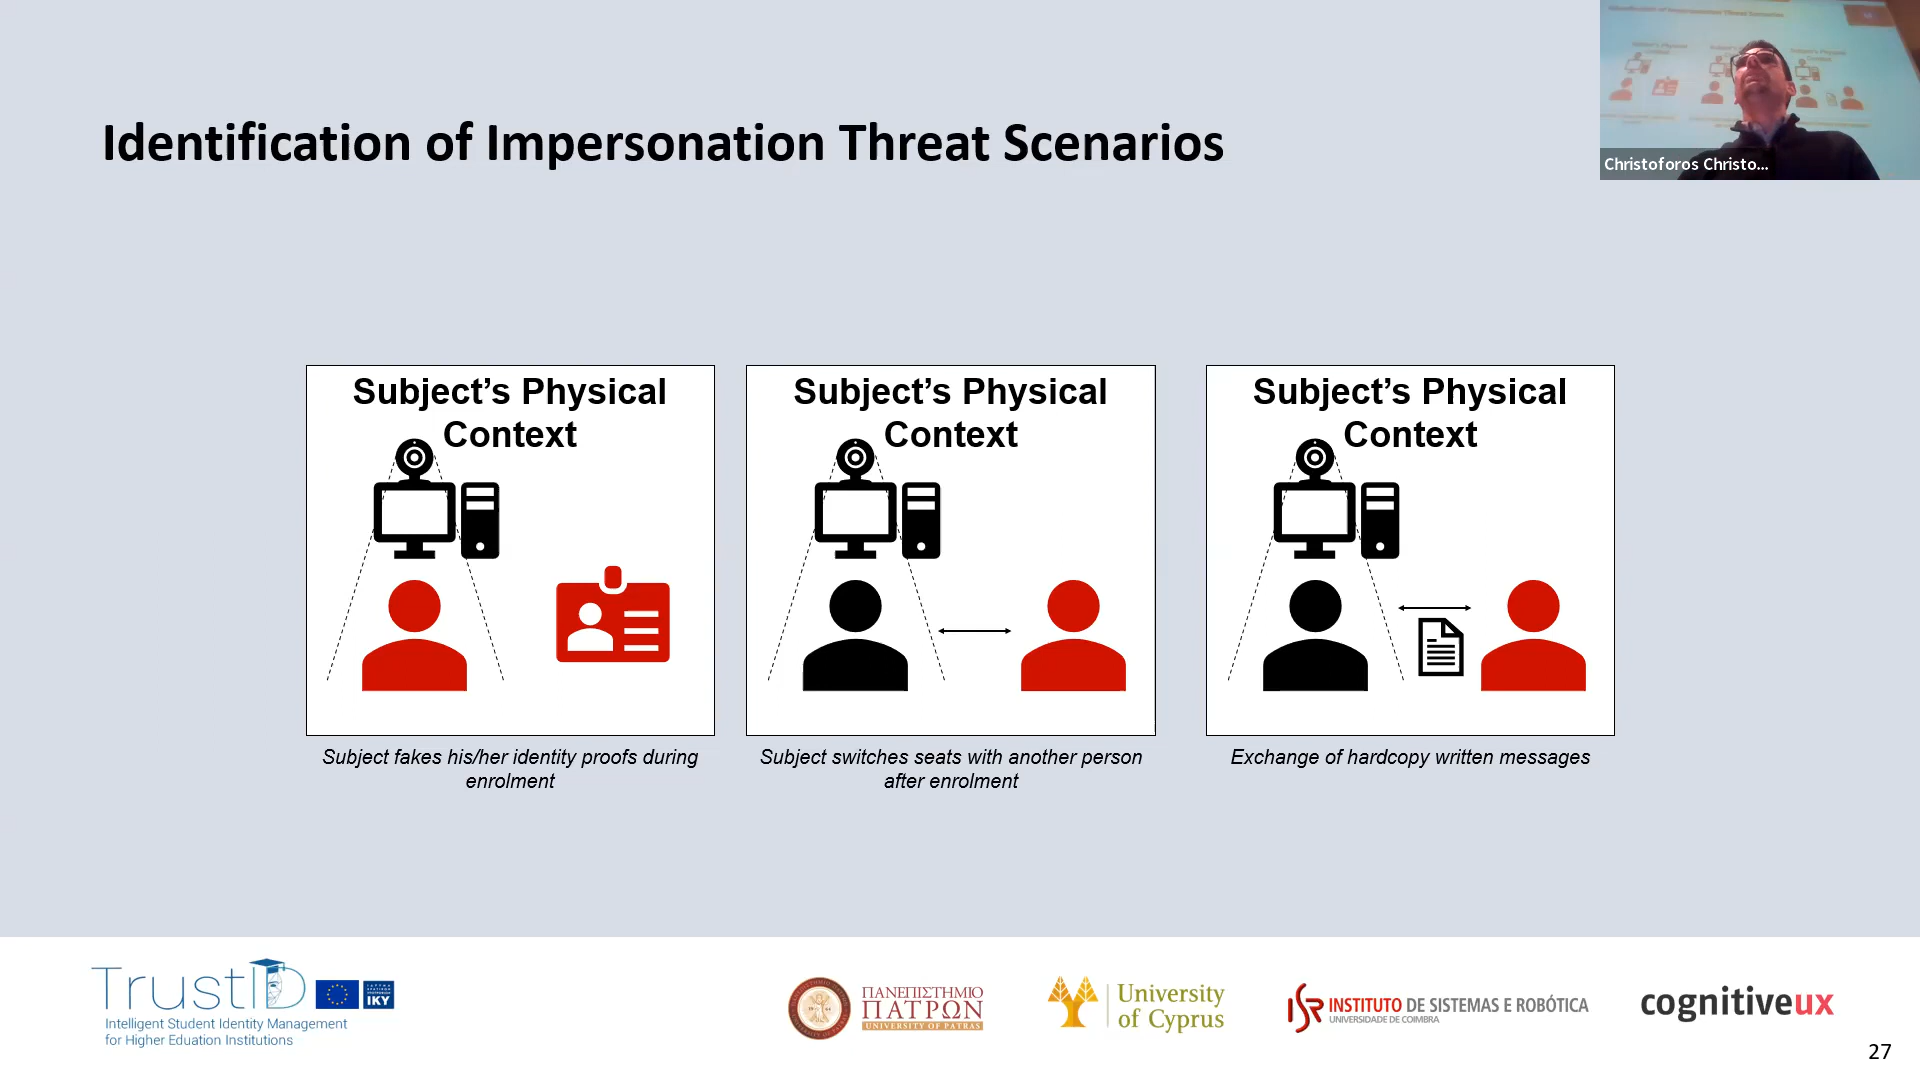 Identification of Impersonation Threat Scenarios
Christoforos Christo...
Subject's Physical
Context
Subject fakes his/her identity proofs during
enrolment
Subject's Physical
Context
Subject switches seats with another person
after enrolment
Subject's Physical
Context
Exchange of hardcopy written messages
TrustID
IKY
Intelligent Student Identity Management
for Higher Eduation Institutions
ΠΑΝΕΠΙΣΤΗΜΙΟ
ΠΑΤΡΩΝ
UNIVERSITY OF PATRAS
University
of Cyprus
ISR INSTITUTO DE SISTEMAS E ROBÓTICA
UNIVERSIDADE DE COIMBRA
cognitiveux
27